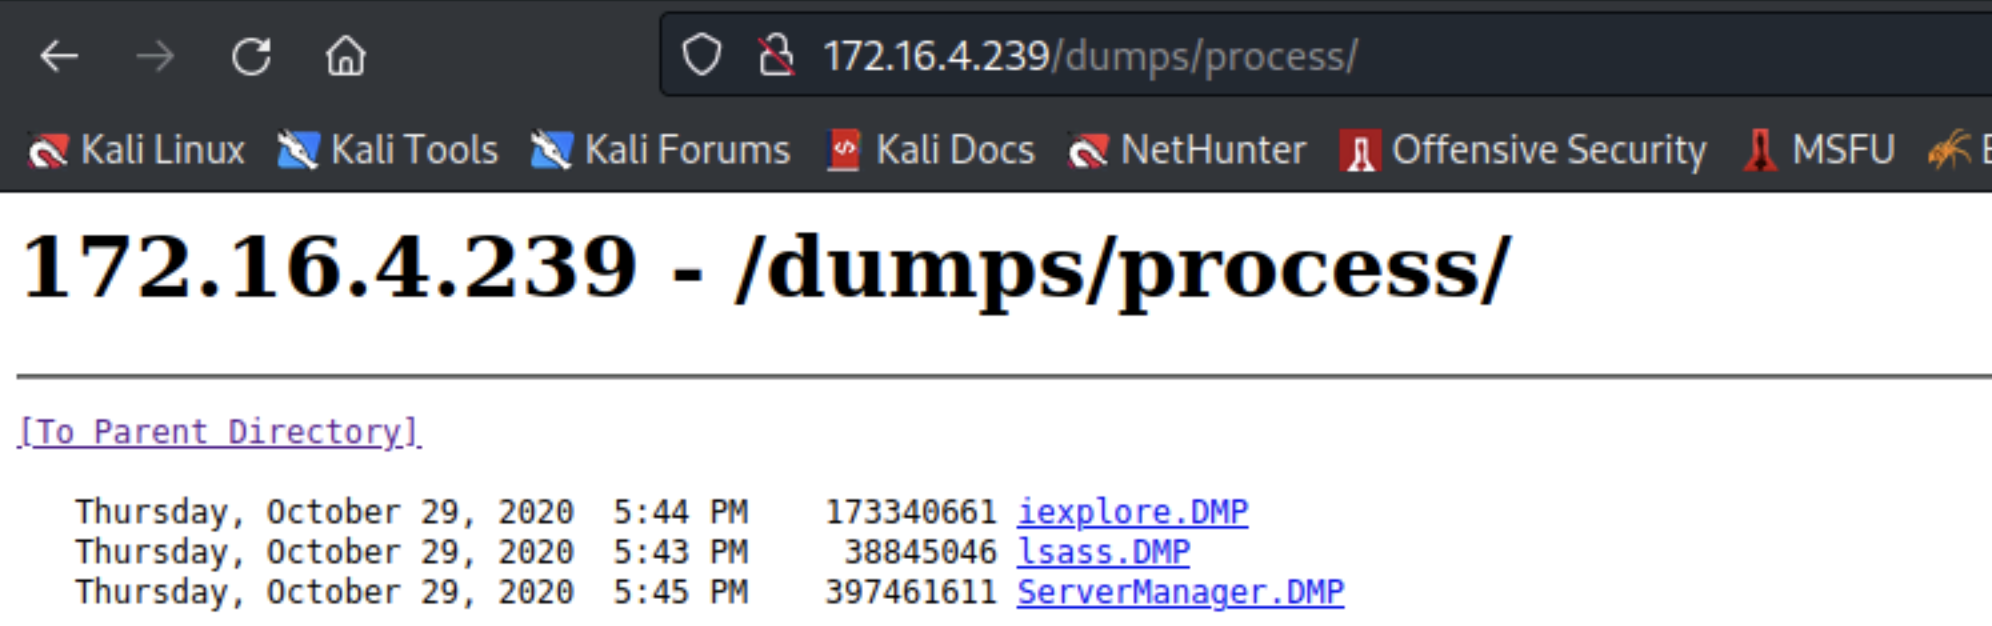 172.16.4.239/dumps/process/
Kali Linux Kali Tools Kali Forums Kali Docs NetHunter Offensive Security MSFU
172.16.4.239 - /dumps/process/
[To Parent Directory]
Thursday, October 29, 2020 5:44 PM 173340661 iexplore.DMP
Thursday, October 29, 2020 5:43 PM 38845046 lsass.DMP
Thursday, October 29, 2020 5:45 PM 397461611 ServerManager.DMP